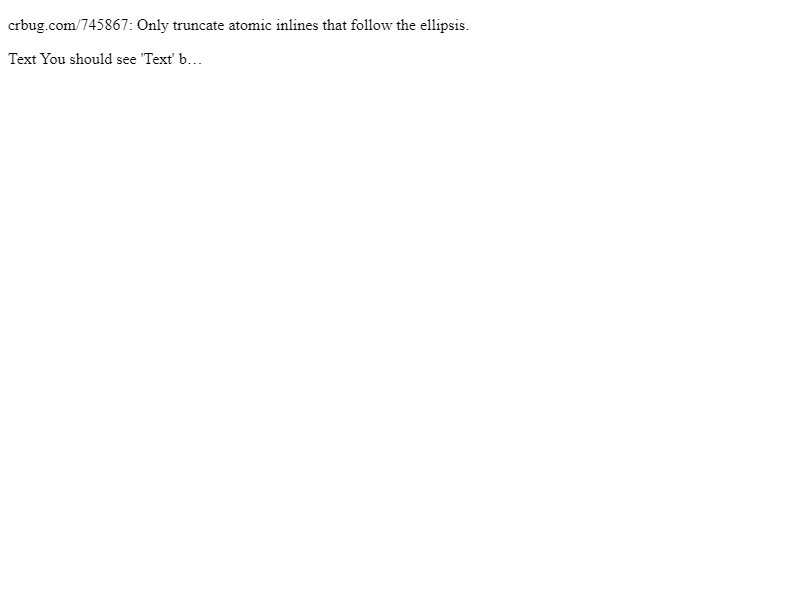 crbug.com/745867: Only truncate atomic inlines that follow the ellipsis.
Text You should see 'Text' b…